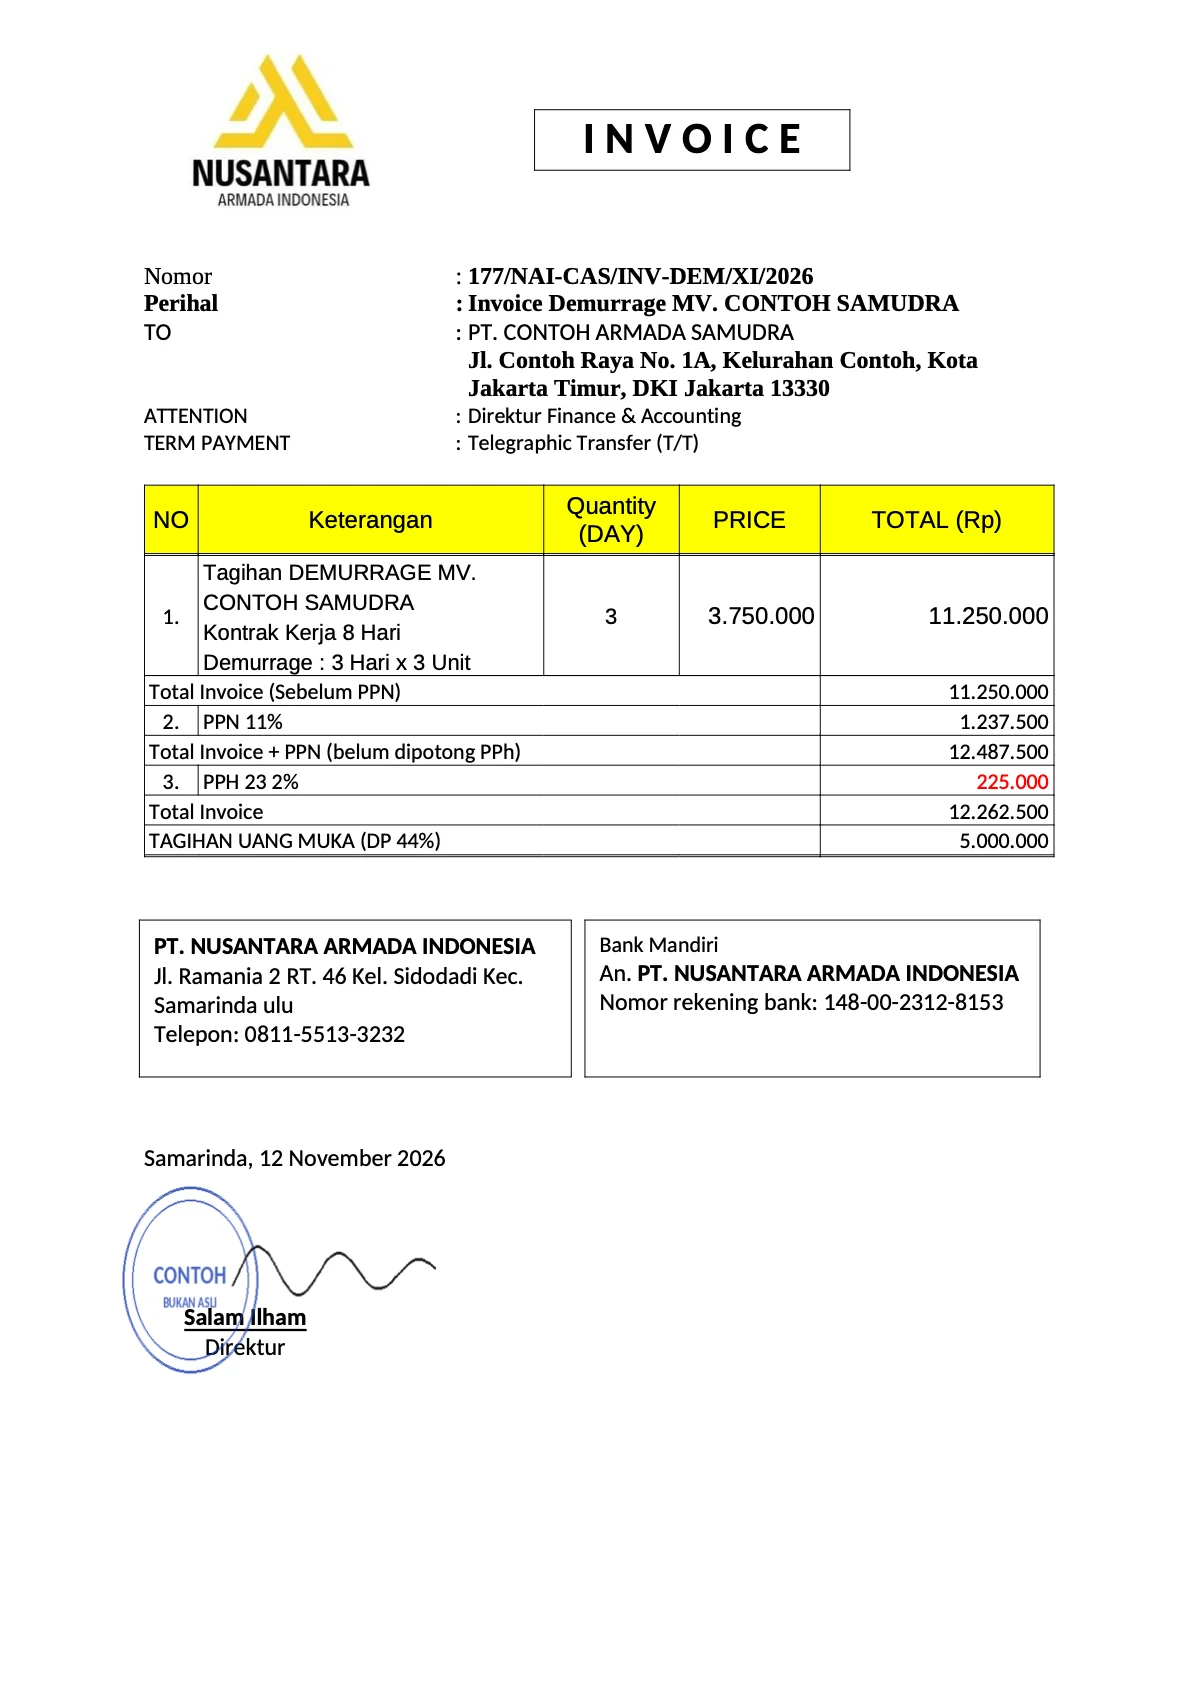 NUSANTARA
ARMADA INDONESIA
INVOICE
Nomor : 177/NAI-CAS/INV-DEM/XI/2026
Perihal : Invoice Demurrage MV. CONTOH SAMUDRA
TO : PT. CONTOH ARMADA SAMUDRA
Jl. Contoh Raya No. 1A, Kelurahan Contoh, Kota
Jakarta Timur, DKI Jakarta 13330
ATTENTION : Direktur Finance & Accounting
TERM PAYMENT : Telegraphic Transfer (T/T)
NO Keterangan Quantity (DAY) PRICE TOTAL (Rp)
1. Tagihan DEMURRAGE MV.
CONTOH SAMUDRA
Kontrak Kerja 8 Hari
Demurrage : 3 Hari x 3 Unit
3 3.750.000 11.250.000
Total Invoice (Sebelum PPN) 11.250.000
2. PPN 11% 1.237.500
Total Invoice + PPN (belum dipotong PPh) 12.487.500
3. PPH 23 2% 225.000
Total Invoice 12.262.500
TAGIHAN UANG MUKA (DP 44%) 5.000.000
PT. NUSANTARA ARMADA INDONESIA
Jl. Ramania 2 RT. 46 Kel. Sidodadi Kec.
Samarinda ulu
Telepon: 0811-5513-3232
Bank Mandiri
An. PT. NUSANTARA ARMADA INDONESIA
Nomor rekening bank: 148-00-2312-8153
Samarinda, 12 November 2026
CONTOH
BUKAN ASLI
Salam Ilham
Direktur